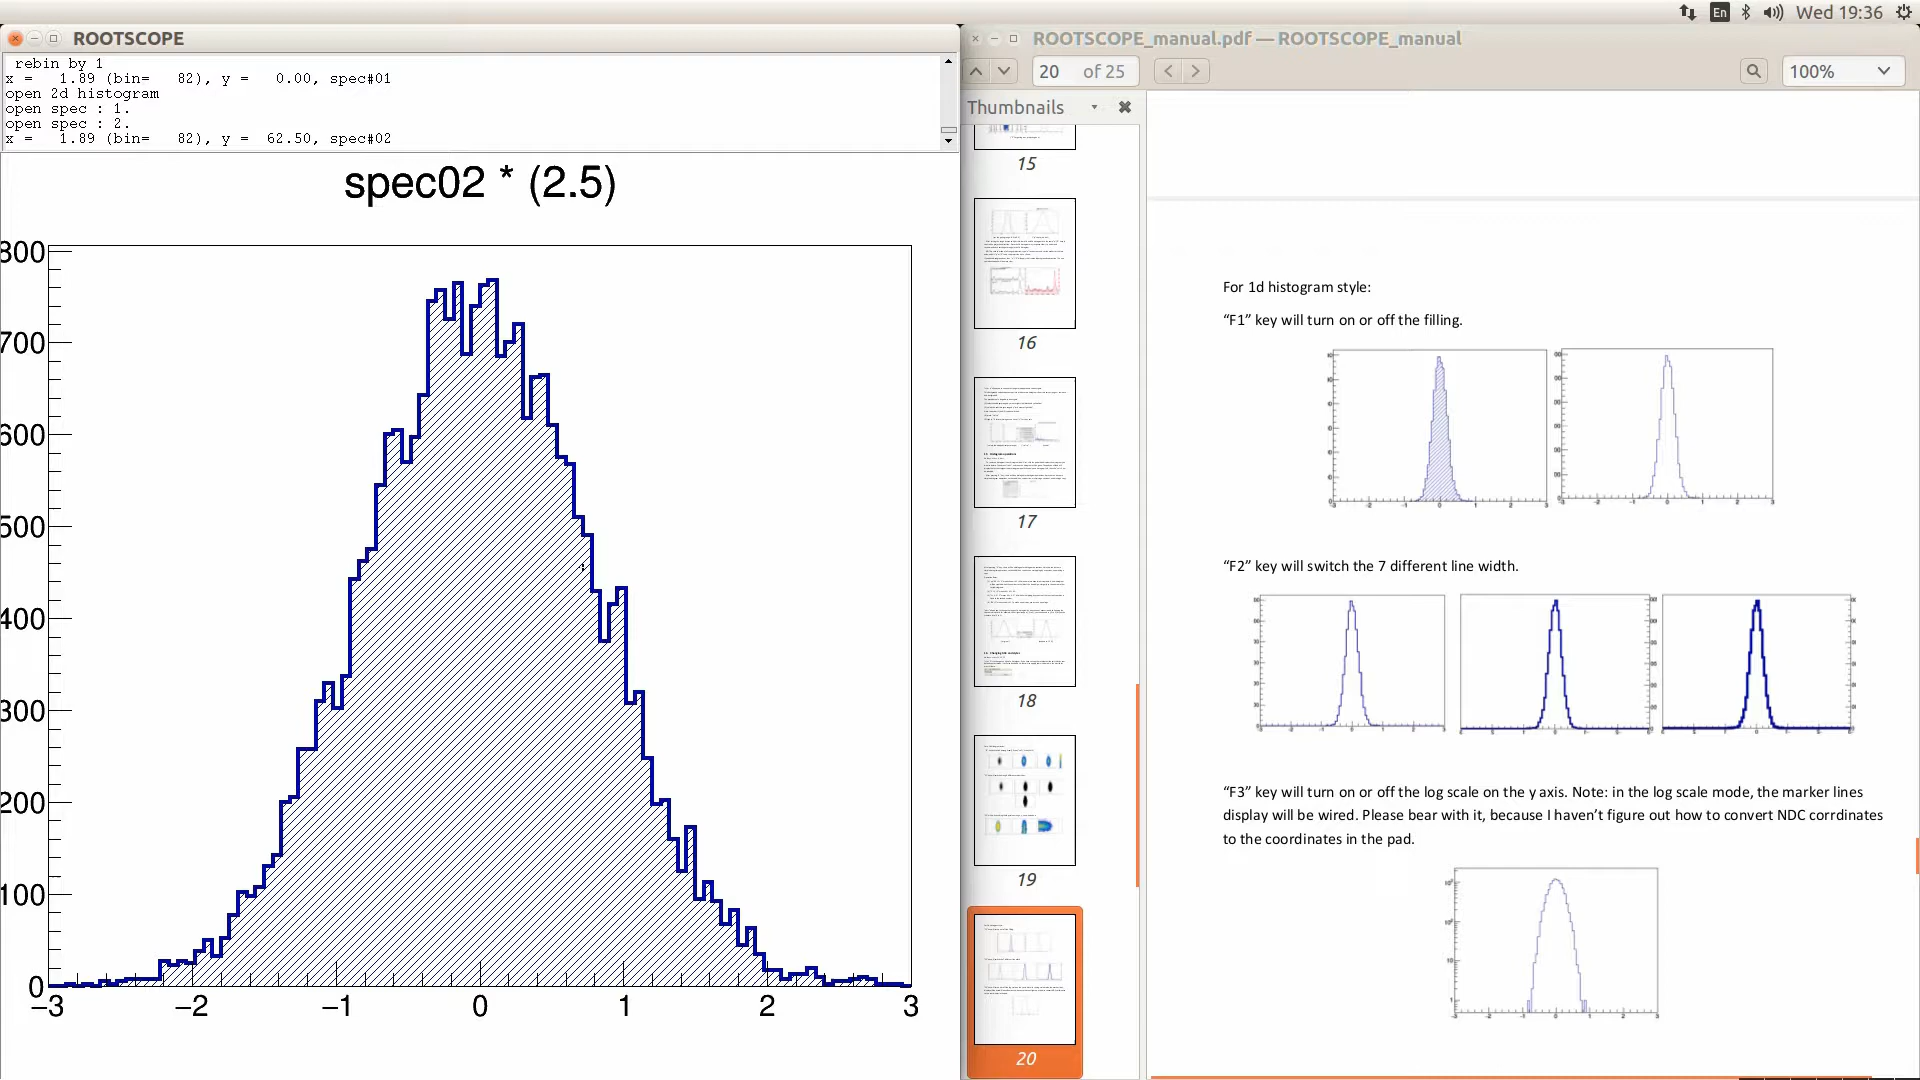 En Wed 19:36
ROOTSCOPE
rebin by 1
x = 1.89 (bin= 82), y = 0.00, spec#01
open 2d histogram
open spec : 1.
open spec : 2.
x = 1.89 (bin= 82), y = 62.50, spec#02
spec02 * (2.5)
800
700
600
500
400
300
200
100
0
−3 −2 −1 0 1 2 3
ROOTSCOPE_manual.pdf — ROOTSCOPE_manual
20 of 25
100%
Thumbnails
15
16
17
18
19
20
For 1d histogram style:
“F1” key will turn on or off the filling.
“F2” key will switch the 7 different line width.
“F3” key will turn on or off the log scale on the y axis. Note: in the log scale mode, the marker lines
display will be wired. Please bear with it, because I haven’t figure out how to convert NDC corrdinates
to the coordinates in the pad.